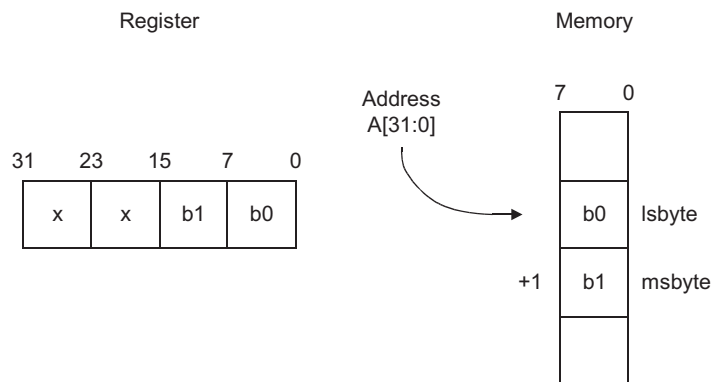 Register
Memory
Address
A[31:0]
7 0
31 23 15 7 0
x x b1 b0
b0 lsbyte
+1 b1 msbyte